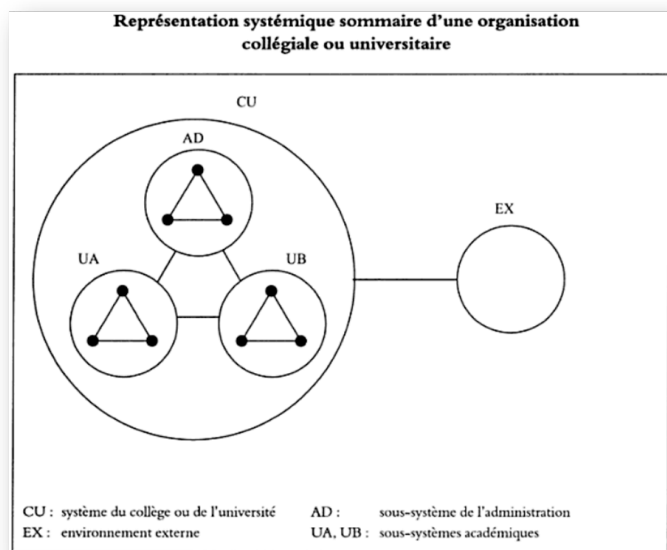 Représentation systémique sommaire d'une organisation
collégiale ou universitaire
CU
AD
EX
UA
UB
CU : système du collège ou de l'université
AD : sous-système de l'administration
EX : environnement externe
UA, UB : sous-systèmes académiques